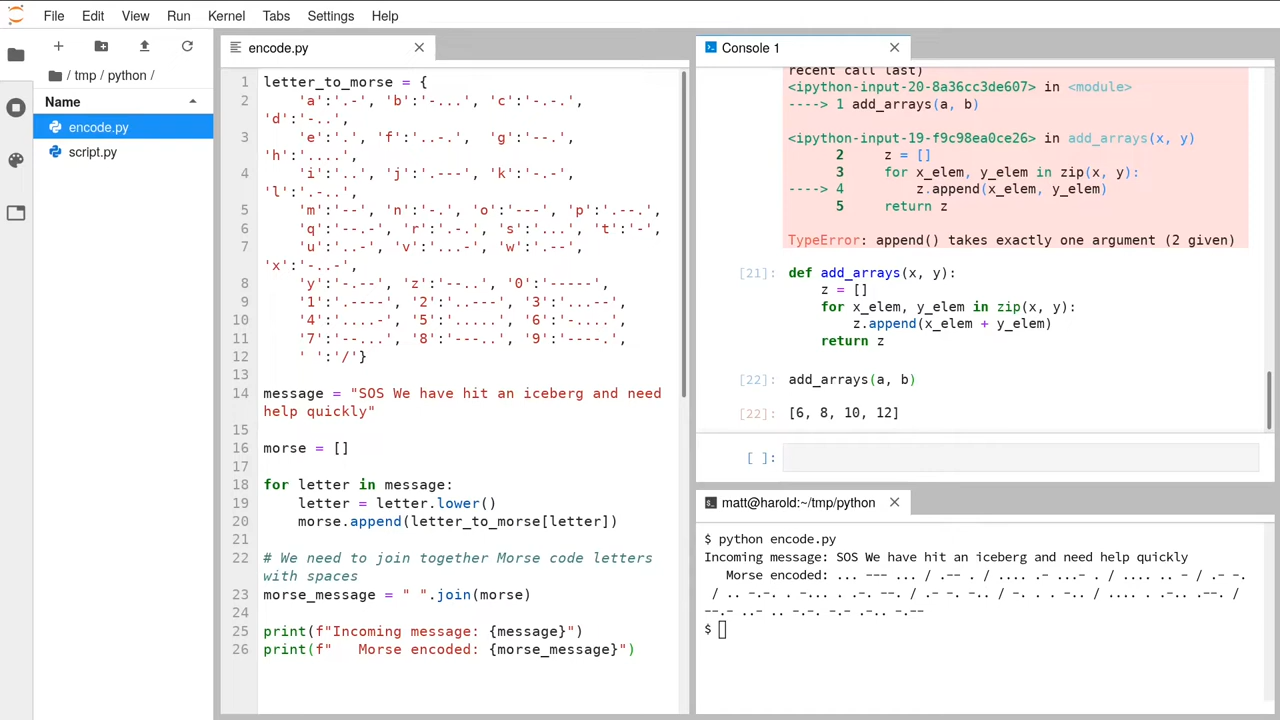 File Edit View Run Kernel Tabs Settings Help
/ tmp / python /
Name
encode.py
script.py
encode.py
1 letter_to_morse = {
2 'a':'.-', 'b':'-...', 'c':'-.-.',
'd':'-..',
3 'e':'.', 'f':'..-.', 'g':'--.',
'h':'....',
4 'i':'..', 'j':'.---', 'k':'-.-',
'l':'.-..',
5 'm':'--', 'n':'-.', 'o':'---', 'p':'.--.',
6 'q':'--.-', 'r':'.-.', 's':'...', 't':'-',
7 'u':'..-', 'v':'...-', 'w':'.--',
'x':'-..-',
8 'y':'-.--', 'z':'--..', '0':'-----',
9 '1':'.----', '2':'..---', '3':'...--',
10 '4':'....-', '5':'.....', '6':'-....',
11 '7':'--...', '8':'---..', '9':'----.',
12 ' ':'/'}
13
14 message = "SOS We have hit an iceberg and need
help quickly"
15
16 morse = []
17
18 for letter in message:
19 letter = letter.lower()
20 morse.append(letter_to_morse[letter])
21
22 # We need to join together Morse code letters
with spaces
23 morse_message = " ".join(morse)
24
25 print(f"Incoming message: {message}")
26 print(f"   Morse encoded: {morse_message}")
Console 1
recent call last)
<ipython-input-20-8a36cc3de607> in <module>
----> 1 add_arrays(a, b)
<ipython-input-19-f9c98ea0ce26> in add_arrays(x, y)
2 z = []
3 for x_elem, y_elem in zip(x, y):
----> 4 z.append(x_elem, y_elem)
5 return z
TypeError: append() takes exactly one argument (2 given)
[21]: def add_arrays(x, y):
z = []
for x_elem, y_elem in zip(x, y):
z.append(x_elem + y_elem)
return z
[22]: add_arrays(a, b)
[22]: [6, 8, 10, 12]
[ ]:
matt@harold:~/tmp/python
$ python encode.py
Incoming message: SOS We have hit an iceberg and need help quickly
Morse encoded: ... --- ... / .-- . / .... .- ...- . / .... .. - / .- -.
/ .. -.-. . -... . .-. --. / .- -. -.. / -. . . -.. / .... . .-.. .--. /
--.- ..- .. -.-. -.- .-.. -.--
$